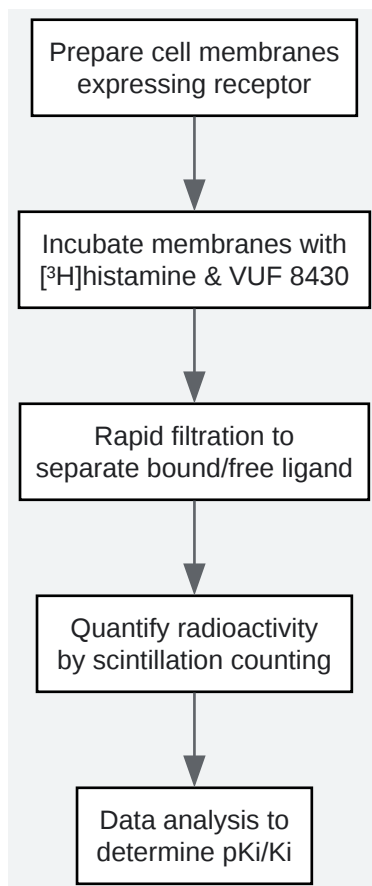 Prepare cell membranes
expressing receptor
Incubate membranes with
[³H]histamine & VUF 8430
Rapid filtration to
separate bound/free ligand
Quantify radioactivity
by scintillation counting
Data analysis to
determine pKi/Ki